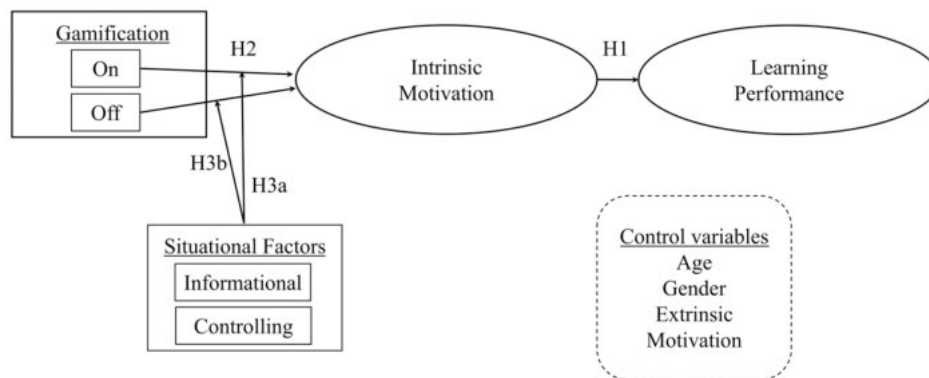 Gamification
On
Off
H2
Intrinsic
Motivation
H1
Learning
Performance
H3b
H3a
Situational Factors
Informational
Controlling
Control variables
Age
Gender
Extrinsic
Motivation